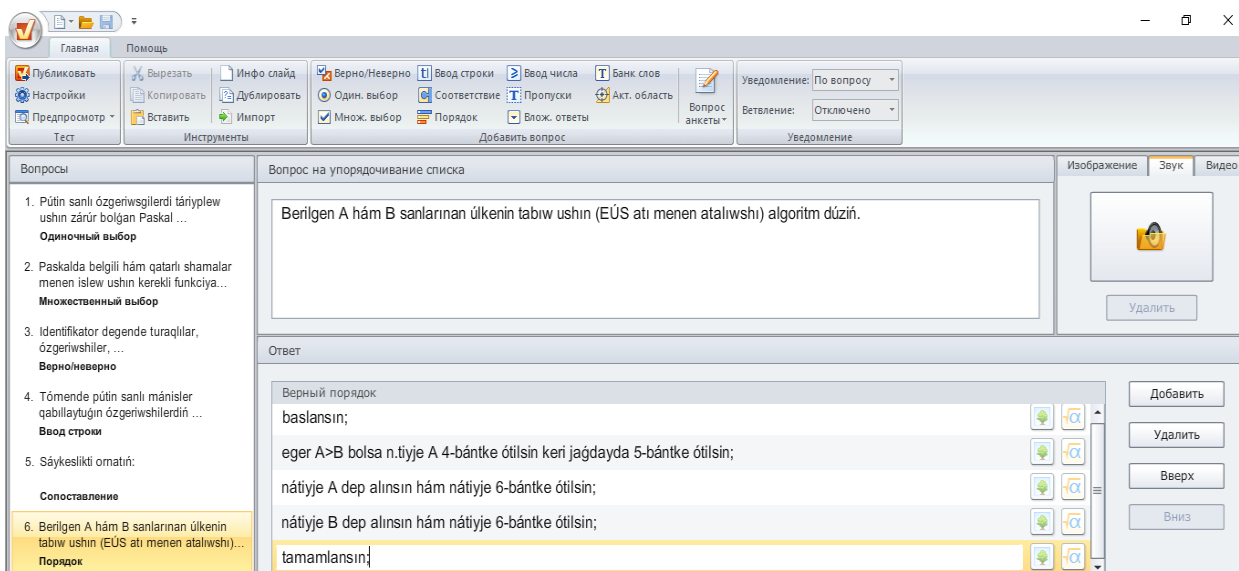 Главная Помощь
Публиковать Вырезать Инфо слайд Верно/Неверно Ввод строки Ввод числа Банк слов Уведомление: По вопросу
Настройки Копировать Дублировать Один. выбор Соответствие Пропуски Акт. область Вопрос анкеты Ветвление: Отключено
Предпросмотр Вставить Импорт Множ. выбор Порядок Влож. ответы
Тест Инструменты Добавить вопрос Уведомление
Вопросы
1. Pútin sanlı ózgeriwsgilerdi táriyplew
ushın zárúr bolǵan Paskal ...
Одиночный выбор
2. Paskalda belgili hám qatarlı shamalar
menen islew ushın kerekli funkciya...
Множественный выбор
3. Identifikator degende turaqlılar,
ózgeriwshiler, ...
Верно/неверно
4. Tómende pútin sanlı mánisler
qabıllaytuǵın ózgeriwshilerdiń ...
Ввод строки
5. Sáykeslikti ornatıń:
Сопоставление
6. Berilgen A hám B sanlarınan úlkenin
tabıw ushın (EÚS atı menen atalıwshı)...
Порядок
Вопрос на упорядочивание списка
Berilgen A hám B sanlarınan úlkenin tabıw ushın (EÚS atı menen atalıwshı) algoritm dúziń.
Изображение Звук Видео
Удалить
Ответ
Верный порядок
baslansın;
eger A>B bolsa n.tiyje A 4-bántke ótilsin keri jaǵdayda 5-bántke ótilsin;
nátiyje A dep alınsın hám nátiyje 6-bántke ótilsin;
nátiyje B dep alınsın hám nátiyje 6-bántke ótilsin;
tamamlansın;
Добавить
Удалить
Вверх
Вниз